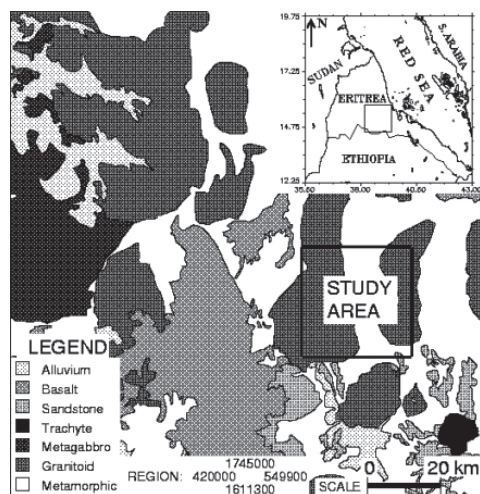 19.75
N
SUDAN
RED SEA
S. ARABIA
17.25
ERITREA
14.75
ETHIOPIA
12.25
35.50 38.00 40.50 43.00
STUDY
AREA
LEGEND
Alluvium
Basalt
Sandstone
Trachyte
Metagabbro
Granitoid
Metamorphic
1745000
REGION: 420000 549900
1611300
SCALE
0 20 km